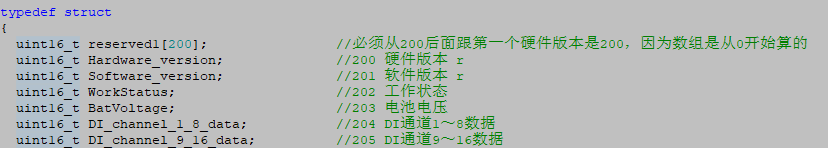 typedef struct
{
uint16_t reserved1[200]; //必须从200后面跟第一个硬件版本是200，因为数组是从0开始算的
uint16_t Hardware_version; //200 硬件版本 r
uint16_t Software_version; //201 软件版本 r
uint16_t WorkStatus; //202 工作状态
uint16_t BatVoltage; //203 电池电压
uint16_t DI_channel_1_8_data; //204 DI通道1～8数据
uint16_t DI_channel_9_16_data; //205 DI通道9～16数据